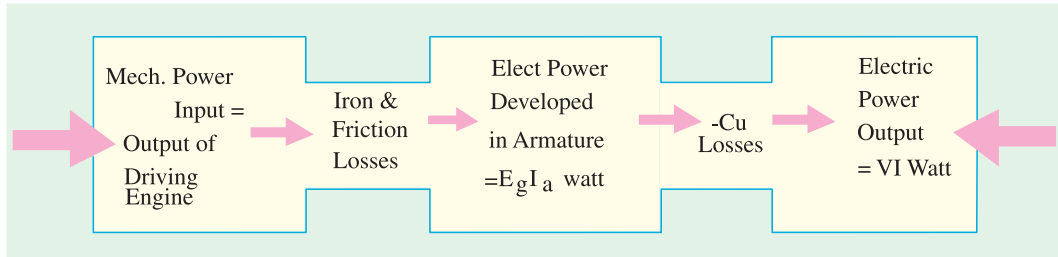 Mech. Power
Input =
Output of
Driving
Engine
Iron &
Friction
Losses
Elect Power
Developed
in Armature
=EgIa watt
-Cu
Losses
Electric
Power
Output
= VI Watt